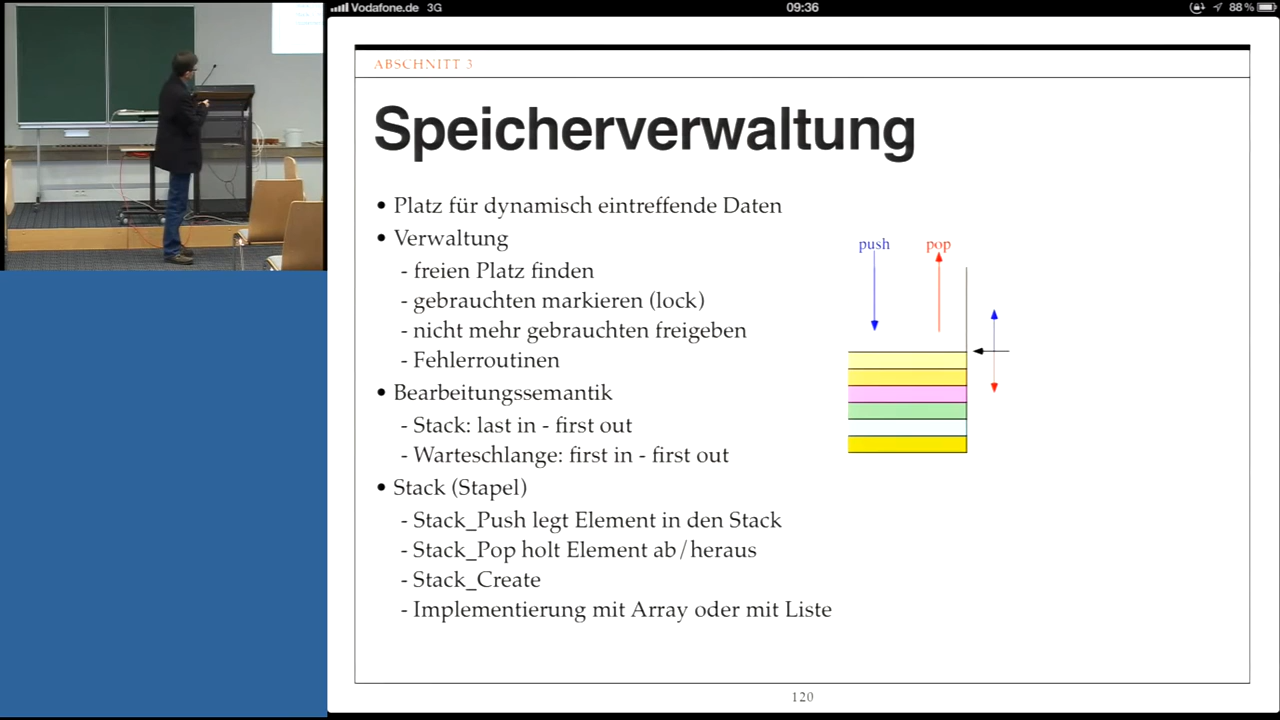 Vodafone.de 3G 09:36 88 %
ABSCHNITT 3
Speicherverwaltung
• Platz für dynamisch eintreffende Daten
• Verwaltung
- freien Platz finden
- gebrauchten markieren (lock)
- nicht mehr gebrauchten freigeben
- Fehlerroutinen
• Bearbeitungssemantik
- Stack: last in - first out
- Warteschlange: first in - first out
• Stack (Stapel)
- Stack_Push legt Element in den Stack
- Stack_Pop holt Element ab/heraus
- Stack_Create
- Implementierung mit Array oder mit Liste
push pop
120